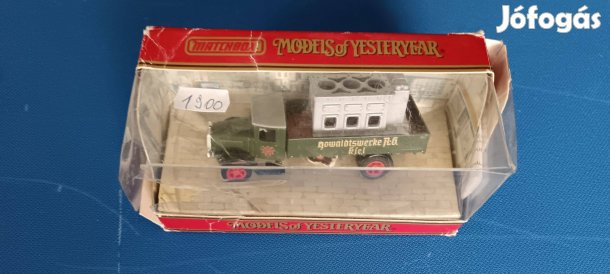 Jófogás
MATCHBOX MODELS of YESTERYEAR
1900
Howaldtswerke A.G.
Kiel
MODELS of YESTERYEAR